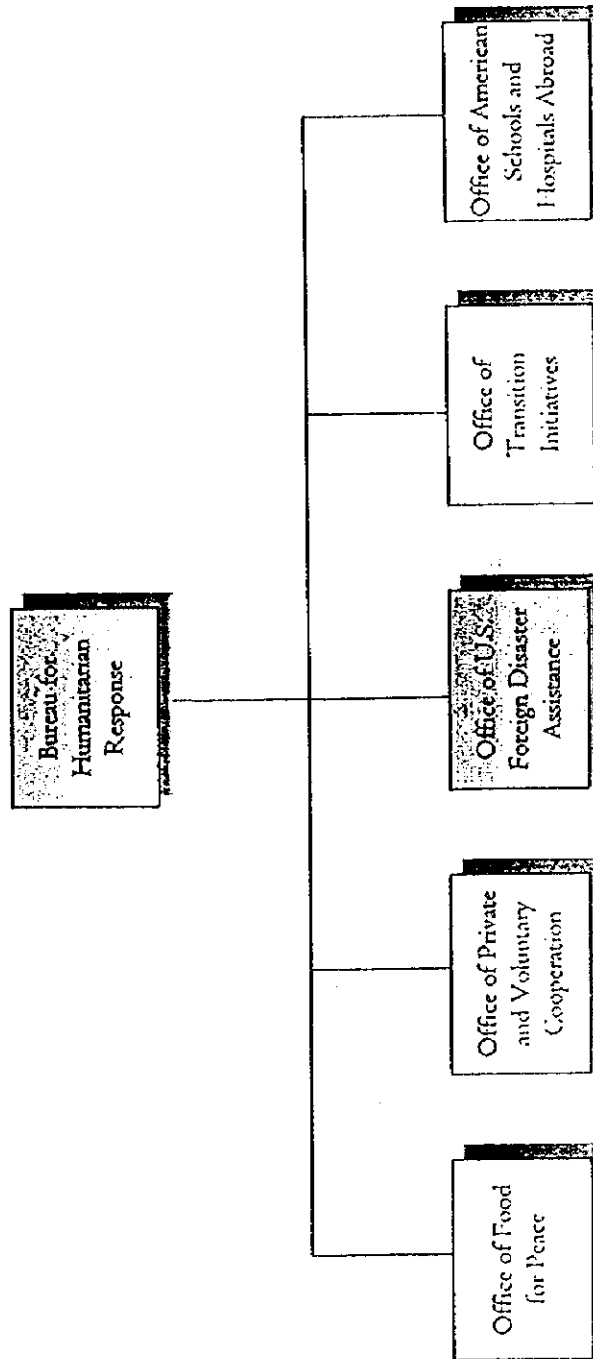 Bureau for
Humanitarian
Response
Office of Food
for Peace
Office of Private
and Voluntary
Cooperation
Office of U.S.
Foreign Disaster
Assistance
Office of
Transition
Initiatives
Office of American
Schools and
Hospitals Abroad